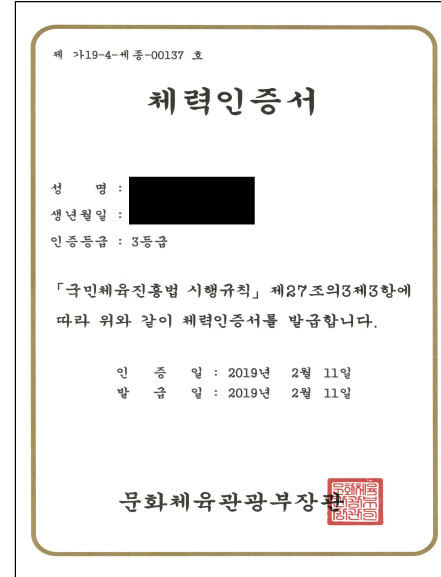 제 가19-4-세종-00137 호
체력인증서
성 명 :
생년월일 :
인증등급 : 3등급
「국민체육진흥법 시행규칙」 제27조의3제3항에
따라 위와 같이 체력인증서를 발급합니다.
인 증 일 : 2019년 2월 11일
발 급 일 : 2019년 2월 11일
문화체육관광부장관